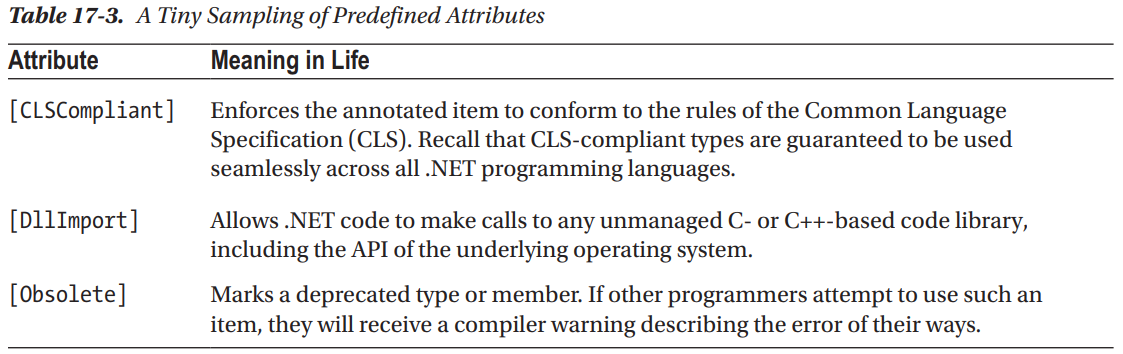 Table 17-3. A Tiny Sampling of Predefined Attributes
Attribute Meaning in Life
[CLSCompliant] Enforces the annotated item to conform to the rules of the Common Language
Specification (CLS). Recall that CLS-compliant types are guaranteed to be used
seamlessly across all .NET programming languages.
[DllImport] Allows .NET code to make calls to any unmanaged C- or C++-based code library,
including the API of the underlying operating system.
[Obsolete] Marks a deprecated type or member. If other programmers attempt to use such an
item, they will receive a compiler warning describing the error of their ways.